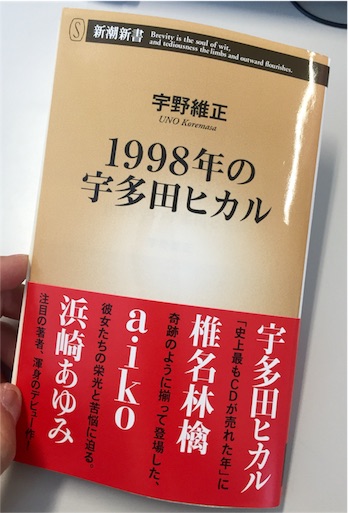 新潮新書
Brevity is the soul of wit,
and tediousness the limbs and outward flourishes.
宇野維正
UNO Koremasa
1998年の
宇多田ヒカル
宇多田ヒカル
「史上最もCDが売れた年」に
椎名林檎
奇跡のように揃って登場した、
aiko
彼女たちの栄光と苦悩に迫る。
浜崎あゆみ
注目の著者、渾身のデビュー作!